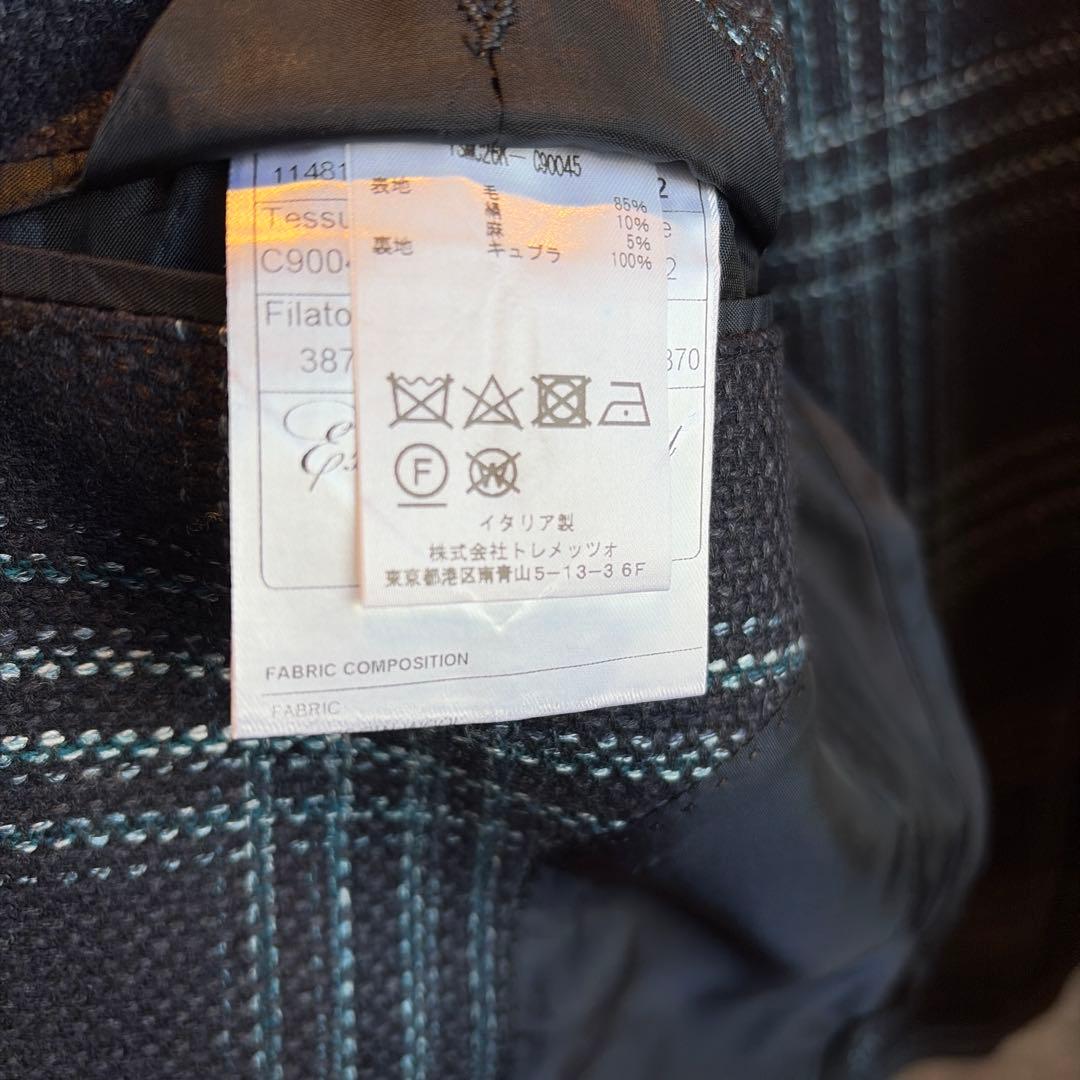 C90045
表地 毛 85%
絹 10%
麻 5%
裏地 キュプラ 100%
F
W
イタリア製
株式会社トレメッツォ
東京都港区南青山5-13-3 6F
11481
2
Tessu
e
C900
2
Filato
387
870
FABRIC COMPOSITION
FABRIC